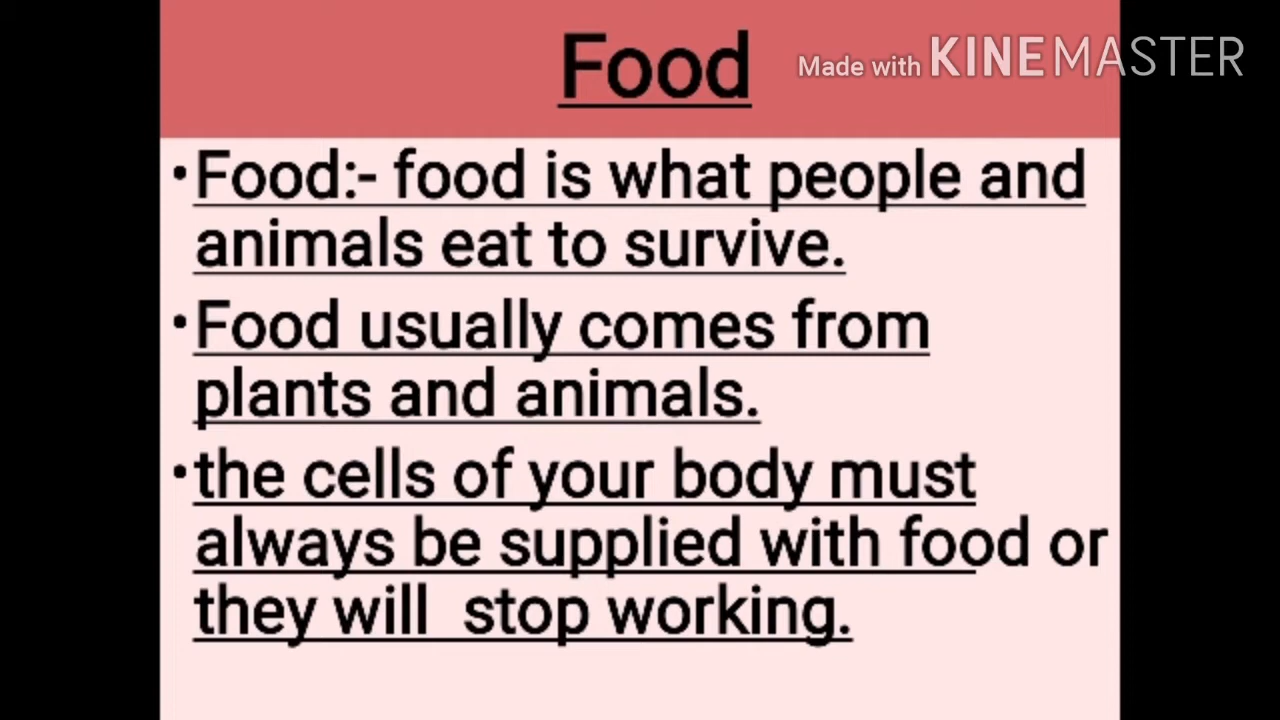 Food
Made with KINEMASTER
•Food:- food is what people and
animals eat to survive.
•Food usually comes from
plants and animals.
•the cells of your body must
always be supplied with food or
they will  stop working.